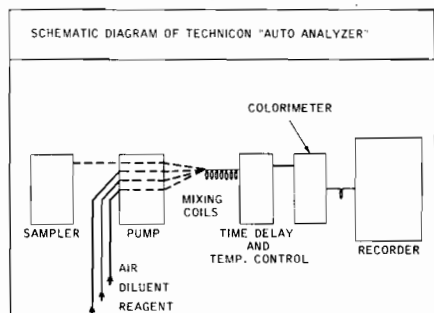 SCHEMATIC DIAGRAM OF TECHNICON "AUTO ANALYZER"
COLORIMETER
MIXING
COILS
SAMPLER
PUMP
TIME DELAY
AND
TEMP. CONTROL
RECORDER
AIR
DILUENT
REAGENT